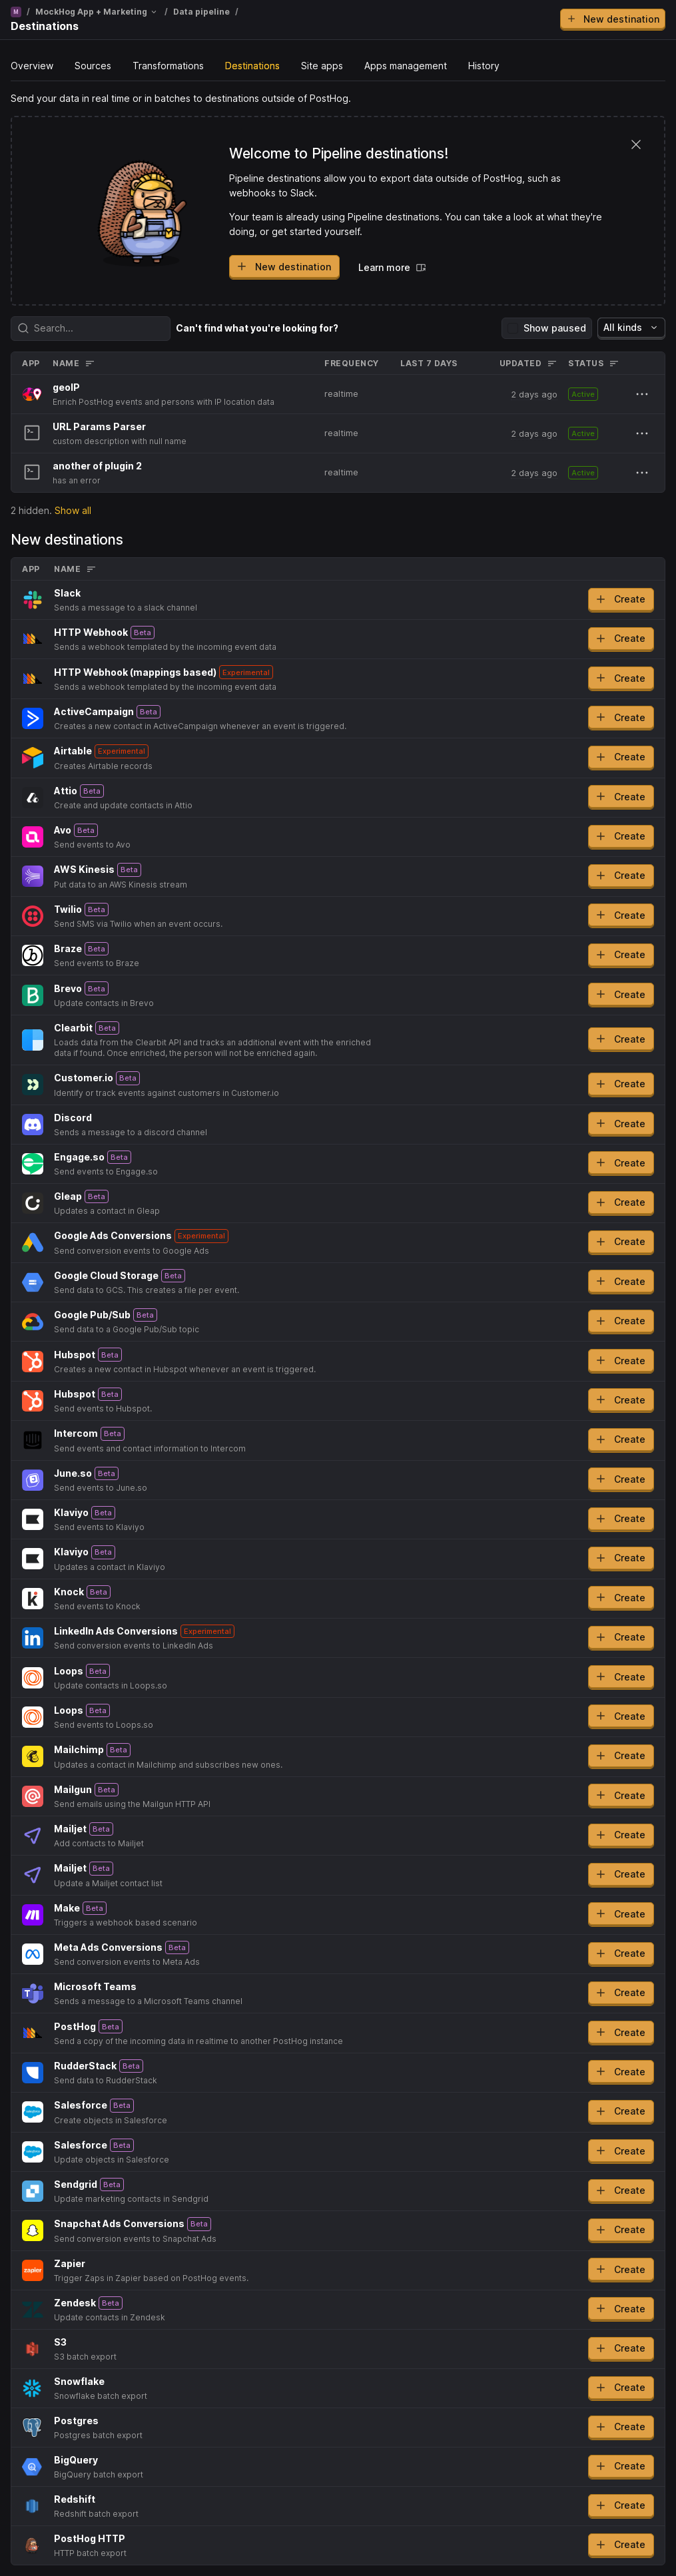 M / MockHog App + Marketing / Data pipeline /
Destinations
New destination
Overview Sources Transformations Destinations Site apps Apps management History
Send your data in real time or in batches to destinations outside of PostHog.
Welcome to Pipeline destinations!
Pipeline destinations allow you to export data outside of PostHog, such as
webhooks to Slack.
Your team is already using Pipeline destinations. You can take a look at what they're
doing, or get started yourself.
New destination Learn more
Search... Can't find what you're looking for? Show paused All kinds
APP NAME FREQUENCY LAST 7 DAYS UPDATED STATUS
geoIP
Enrich PostHog events and persons with IP location data
realtime 2 days ago Active
URL Params Parser
custom description with null name
realtime 2 days ago Active
another of plugin 2
has an error
realtime 2 days ago Active
2 hidden. Show all
New destinations
APP NAME
Slack
Sends a message to a slack channel
Create
HTTP Webhook Beta
Sends a webhook templated by the incoming event data
Create
HTTP Webhook (mappings based) Experimental
Sends a webhook templated by the incoming event data
Create
ActiveCampaign Beta
Creates a new contact in ActiveCampaign whenever an event is triggered.
Create
Airtable Experimental
Creates Airtable records
Create
Attio Beta
Create and update contacts in Attio
Create
Avo Beta
Send events to Avo
Create
AWS Kinesis Beta
Put data to an AWS Kinesis stream
Create
Twilio Beta
Send SMS via Twilio when an event occurs.
Create
Braze Beta
Send events to Braze
Create
Brevo Beta
Update contacts in Brevo
Create
Clearbit Beta
Loads data from the Clearbit API and tracks an additional event with the enriched
data if found. Once enriched, the person will not be enriched again.
Create
Customer.io Beta
Identify or track events against customers in Customer.io
Create
Discord
Sends a message to a discord channel
Create
Engage.so Beta
Send events to Engage.so
Create
Gleap Beta
Updates a contact in Gleap
Create
Google Ads Conversions Experimental
Send conversion events to Google Ads
Create
Google Cloud Storage Beta
Send data to GCS. This creates a file per event.
Create
Google Pub/Sub Beta
Send data to a Google Pub/Sub topic
Create
Hubspot Beta
Creates a new contact in Hubspot whenever an event is triggered.
Create
Hubspot Beta
Send events to Hubspot.
Create
Intercom Beta
Send events and contact information to Intercom
Create
June.so Beta
Send events to June.so
Create
Klaviyo Beta
Send events to Klaviyo
Create
Klaviyo Beta
Updates a contact in Klaviyo
Create
Knock Beta
Send events to Knock
Create
LinkedIn Ads Conversions Experimental
Send conversion events to LinkedIn Ads
Create
Loops Beta
Update contacts in Loops.so
Create
Loops Beta
Send events to Loops.so
Create
Mailchimp Beta
Updates a contact in Mailchimp and subscribes new ones.
Create
Mailgun Beta
Send emails using the Mailgun HTTP API
Create
Mailjet Beta
Add contacts to Mailjet
Create
Mailjet Beta
Update a Mailjet contact list
Create
Make Beta
Triggers a webhook based scenario
Create
Meta Ads Conversions Beta
Send conversion events to Meta Ads
Create
Microsoft Teams
Sends a message to a Microsoft Teams channel
Create
PostHog Beta
Send a copy of the incoming data in realtime to another PostHog instance
Create
RudderStack Beta
Send data to RudderStack
Create
Salesforce Beta
Create objects in Salesforce
Create
Salesforce Beta
Update objects in Salesforce
Create
Sendgrid Beta
Update marketing contacts in Sendgrid
Create
Snapchat Ads Conversions Beta
Send conversion events to Snapchat Ads
Create
zapier
Zapier
Trigger Zaps in Zapier based on PostHog events.
Create
Zendesk Beta
Update contacts in Zendesk
Create
S3
S3 batch export
Create
Snowflake
Snowflake batch export
Create
Postgres
Postgres batch export
Create
BigQuery
BigQuery batch export
Create
Redshift
Redshift batch export
Create
PostHog HTTP
HTTP batch export
Create